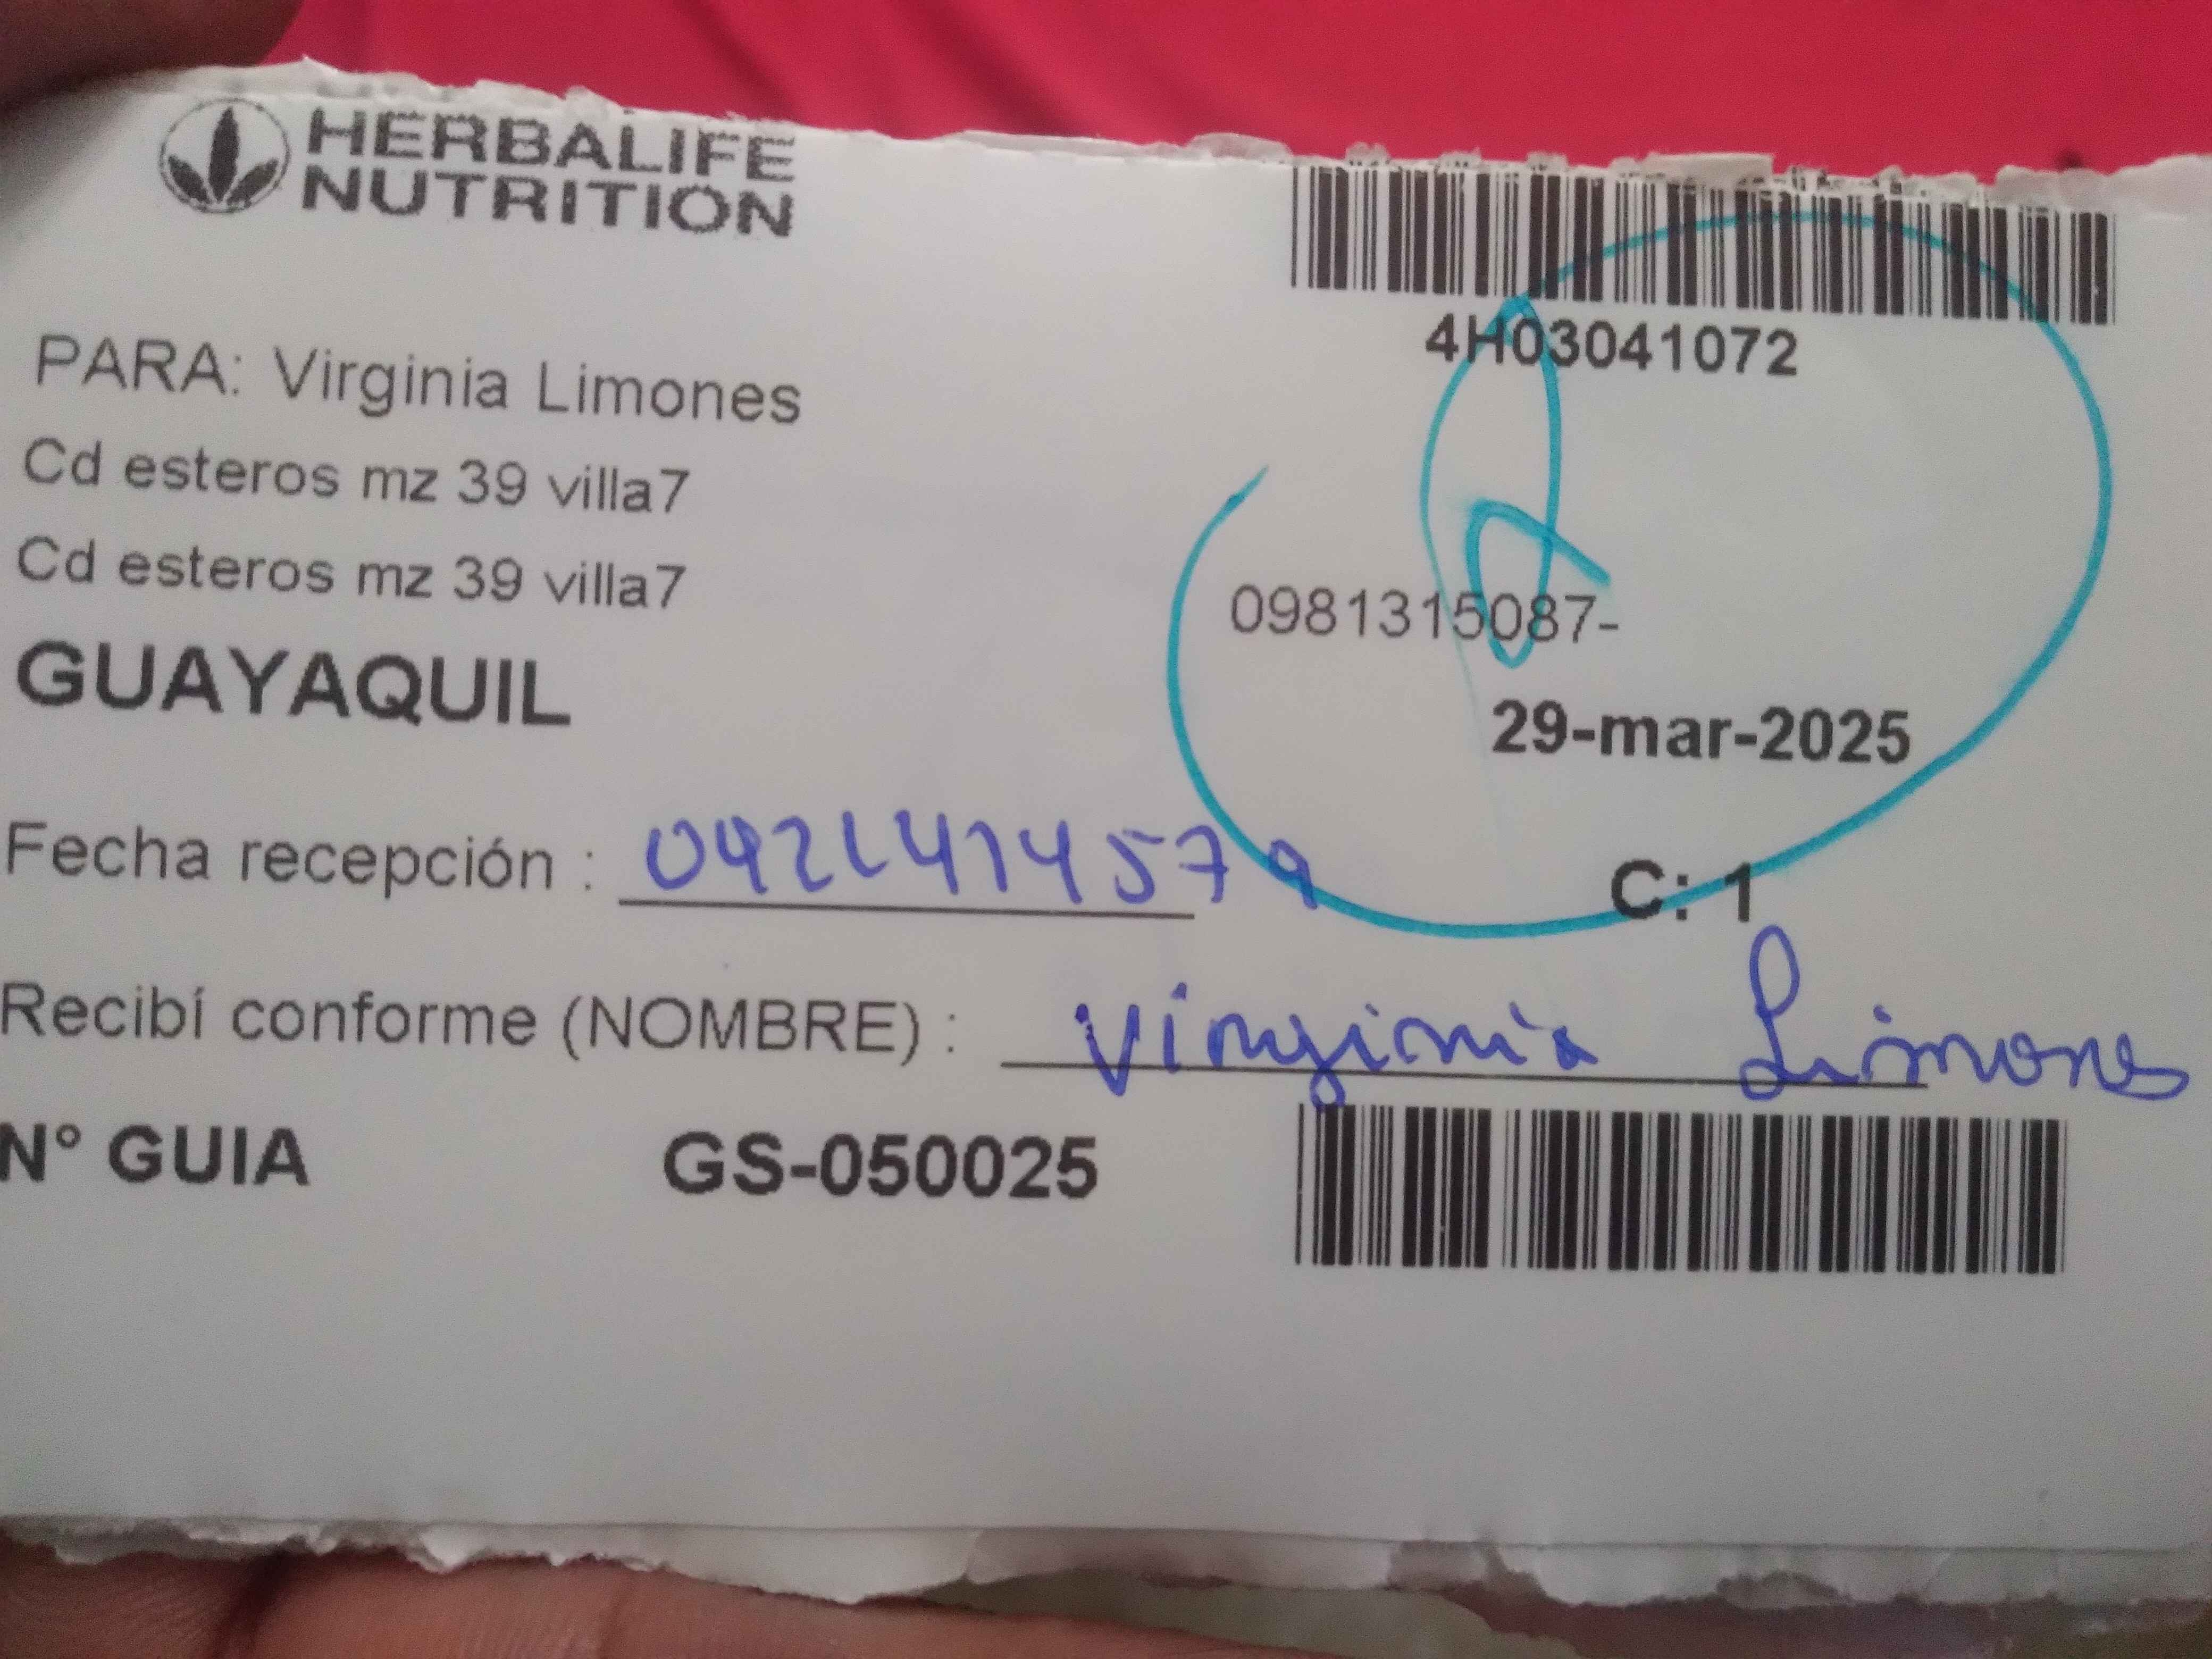 HERBALIFE
NUTRITION
4H03041072
PARA: Virginia Limones
Cd esteros mz 39 villa7
Cd esteros mz 39 villa7
0981315087-
GUAYAQUIL
29-mar-2025
Fecha recepción :
C: 1
Recibí conforme (NOMBRE) : Virginia Limones
N° GUIA GS-050025